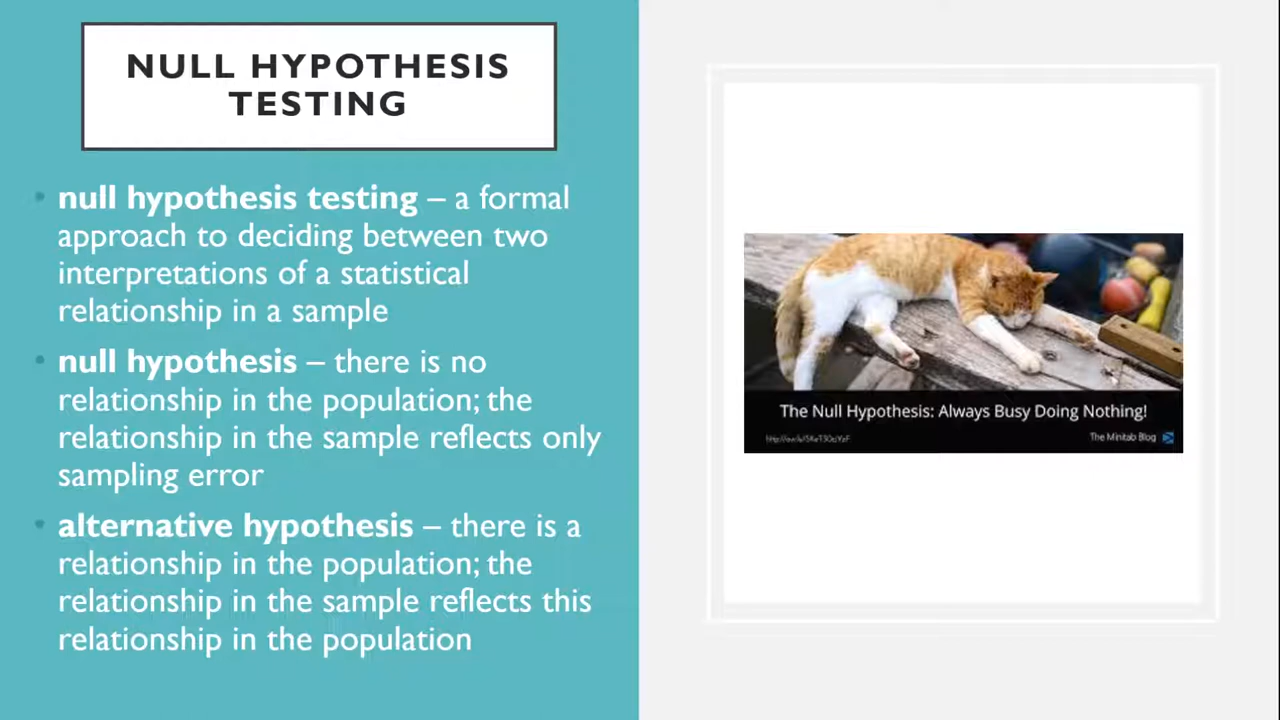 NULL HYPOTHESIS
TESTING
• null hypothesis testing – a formal
approach to deciding between two
interpretations of a statistical
relationship in a sample
• null hypothesis – there is no
relationship in the population; the
relationship in the sample reflects only
sampling error
• alternative hypothesis – there is a
relationship in the population; the
relationship in the sample reflects this
relationship in the population
The Null Hypothesis: Always Busy Doing Nothing!
The Minitab Blog